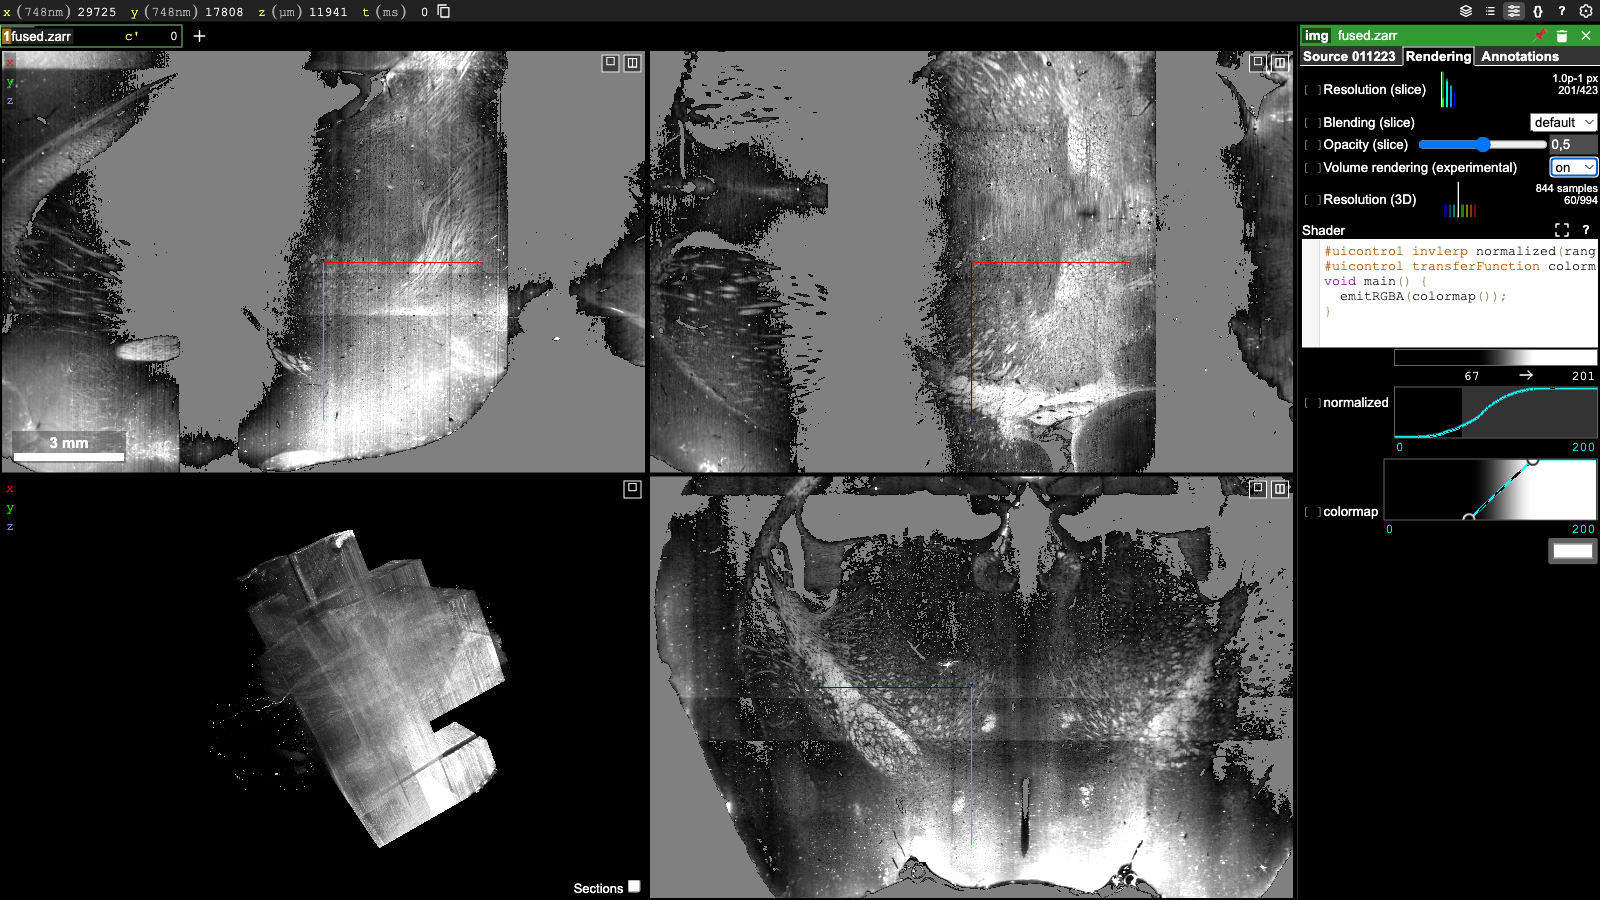 x (748nm) 29725 y (748nm) 17808 z (μm) 11941 t (ms) 0
1 fused.zarr c' 0 +
img fused.zarr
Source 011223 Rendering Annotations
[ ] Resolution (slice) 1.0p-1 px
201/423
[ ] Blending (slice) default
[ ] Opacity (slice) 0,5
[ ] Volume rendering (experimental) on
[ ] Resolution (3D) 844 samples
60/994
Shader ?
#uicontrol invlerp normalized(rang
#uicontrol transferFunction colorm
void main() {
emitRGBA(colormap());
}
67 → 201
[ ] normalized
0 200
[ ] colormap
0 200
x
y
z
3 mm
x
y
z
Sections